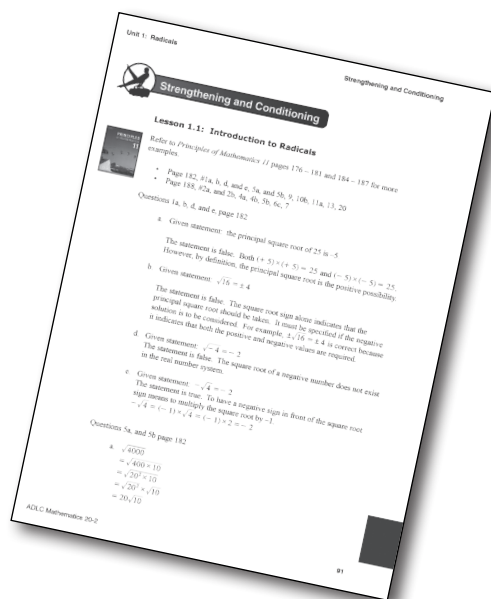 Unit 1: Radicals
Strengthening and Conditioning
Strengthening and Conditioning
Lesson 1.1: Introduction to Radicals
PRINCIPLES
11
Refer to Principles of Mathematics 11 pages 176 – 181 and 184 – 187 for more
examples.
• Page 182, #1a, b, d, and e, 5a, and 5b, 9, 10b, 11a, 13, 20
• Page 188, #2a, and 2b, 4a, 4b, 5b, 6c, 7
Questions 1a, b, d, and e, page 182
a Given statement: the principal square root of 25 is –5
The statement is false. Both (+ 5) × (+ 5) = 25 and (− 5) × (− 5) = 25.
However, by definition, the principal square root is the positive possibility.
b Given statement: √16 = ± 4
The statement is false. The square root sign alone indicates that the
principal square root should be taken. It must be specified if the negative
solution is to be considered. For example, ±√16 = ± 4 is correct because
it indicates that both the positive and negative values are required.
d Given statement: √−4 = − 2
The statement is false. The square root of a negative number does not exist
in the real number system.
e Given statement: −√4 = − 2
The statement is true. To have a negative sign in front of the square root
sign means to multiply the square root by –1.
−√4 = (− 1) × √4 = (− 1) × 2 = − 2
Questions 5a, and 5b page 182
a. √4000
= √400 × 10
= √20² × 10
= √20² × √10
= 20√10
ADLC Mathematics 20-2
91